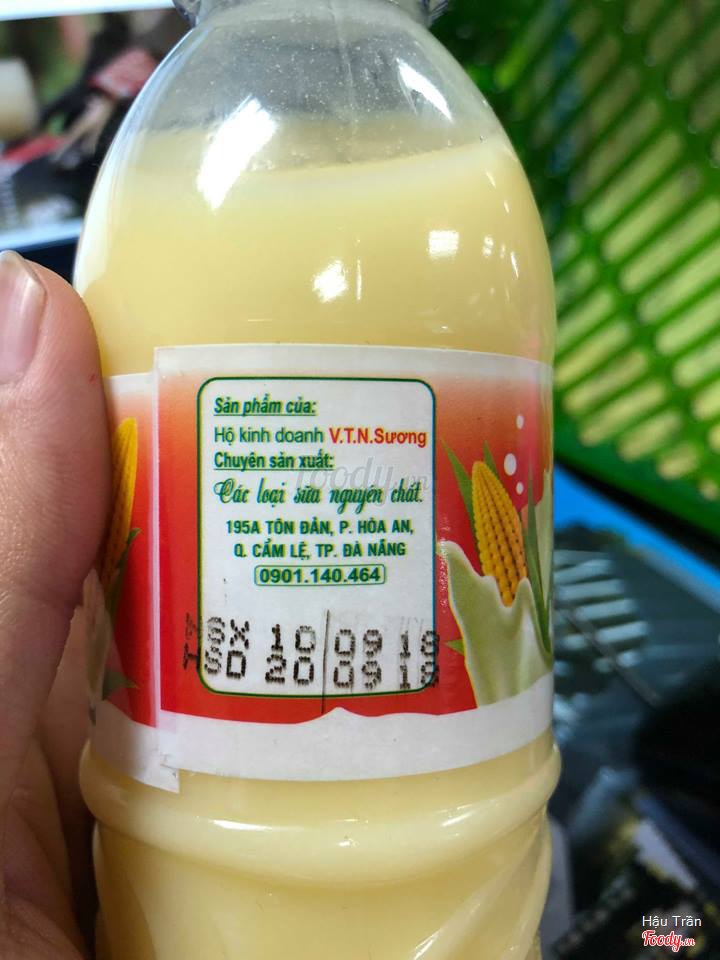 Sản phẩm của:
Hộ kinh doanh V.T.N.Sương
Chuyên sản xuất:
Các loại sữa nguyên chất.
195A TÔN ĐẢN, P. HÒA AN,
Q. CẨM LỆ, TP. ĐÀ NẴNG
0901.140.464
NSX 10 09 18
HSD 20 09 18
foody.vn
Hậu Trần
Foody.vn